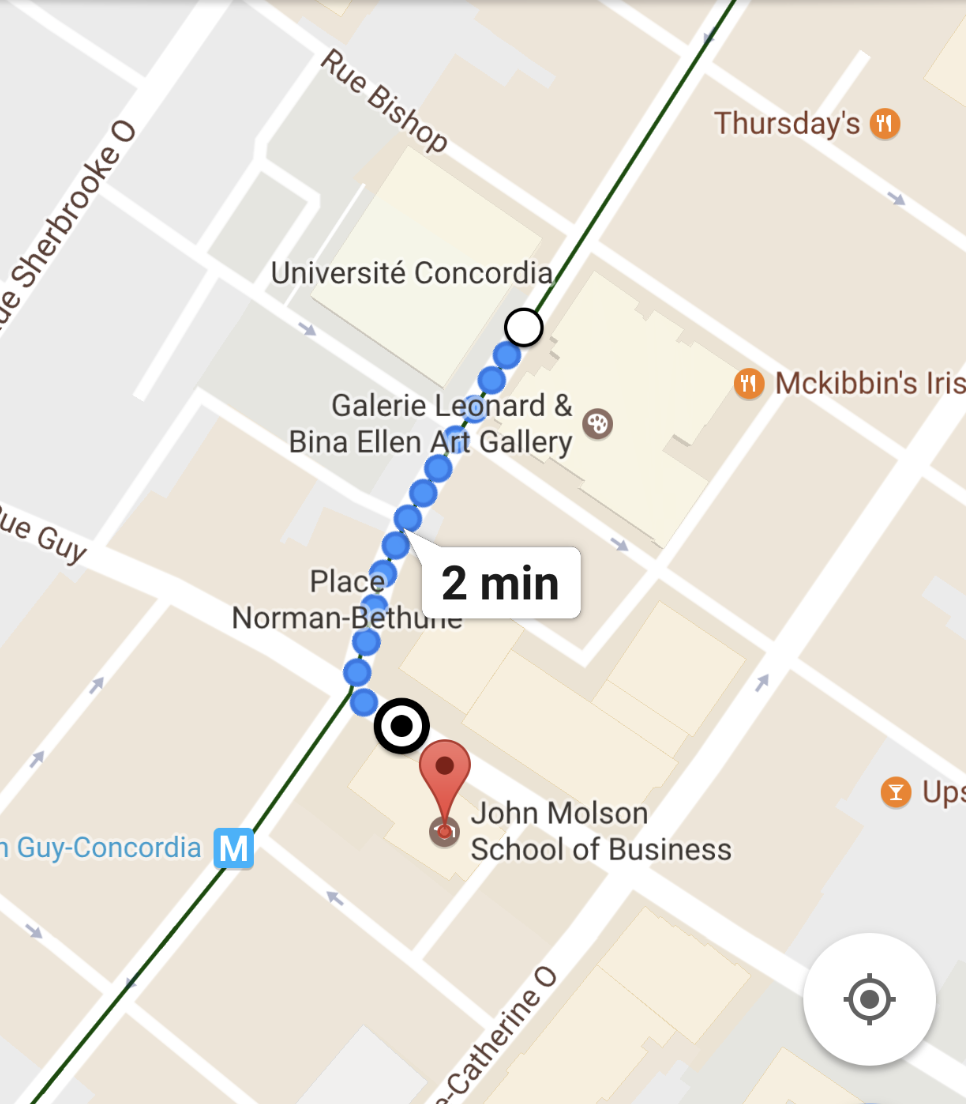 Rue Bishop
Thursday's
ue Sherbrooke O
Université Concordia
Mckibbin's Iris
Galerie Leonard &
Bina Ellen Art Gallery
Rue Guy
2 min
Place
Norman-Bethune
John Molson
School of Business
Ups
n Guy-Concordia
M
e-Catherine O